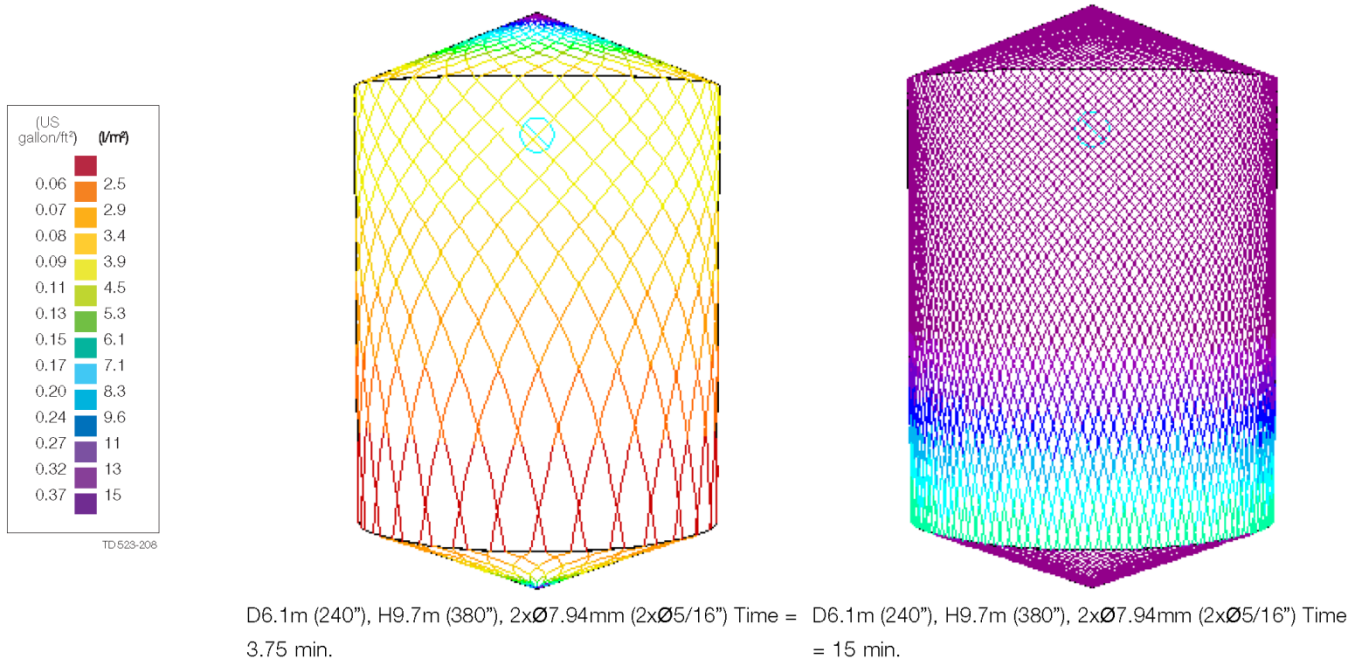 (US
gallon/ft²) (l/m²)
0.06 2.5
0.07 2.9
0.08 3.4
0.09 3.9
0.11 4.5
0.13 5.3
0.15 6.1
0.17 7.1
0.20 8.3
0.24 9.6
0.27 11
0.32 13
0.37 15
TD 523-208
D6.1m (240”), H9.7m (380”), 2xØ7.94mm (2xØ5/16”) Time =
3.75 min.
D6.1m (240”), H9.7m (380”), 2xØ7.94mm (2xØ5/16”) Time
= 15 min.